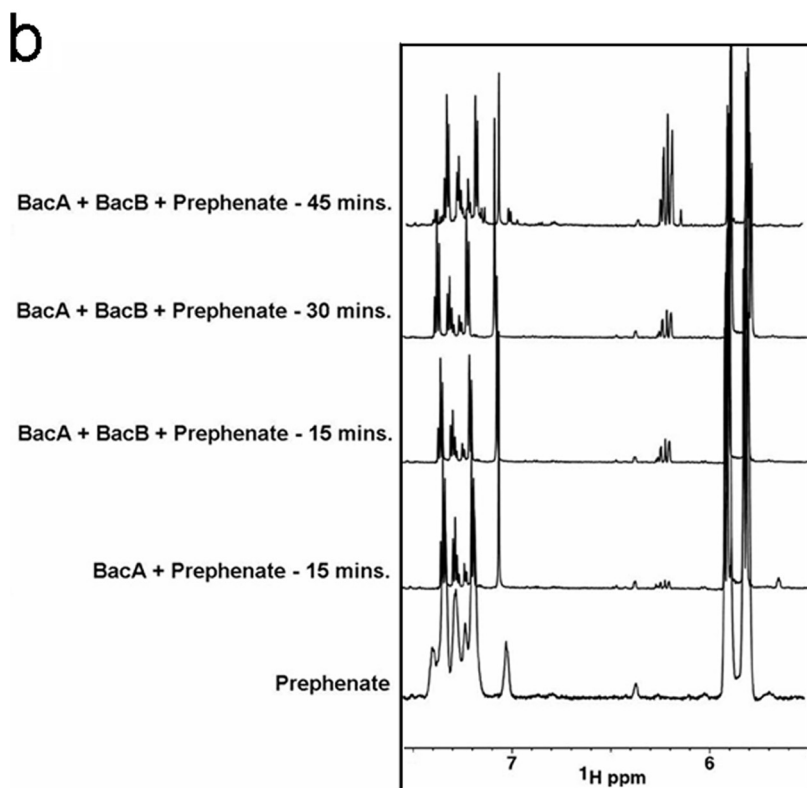 b
BacA + BacB + Prephenate - 45 mins.
BacA + BacB + Prephenate - 30 mins.
BacA + BacB + Prephenate - 15 mins.
BacA + Prephenate - 15 mins.
Prephenate
7 6
¹H ppm